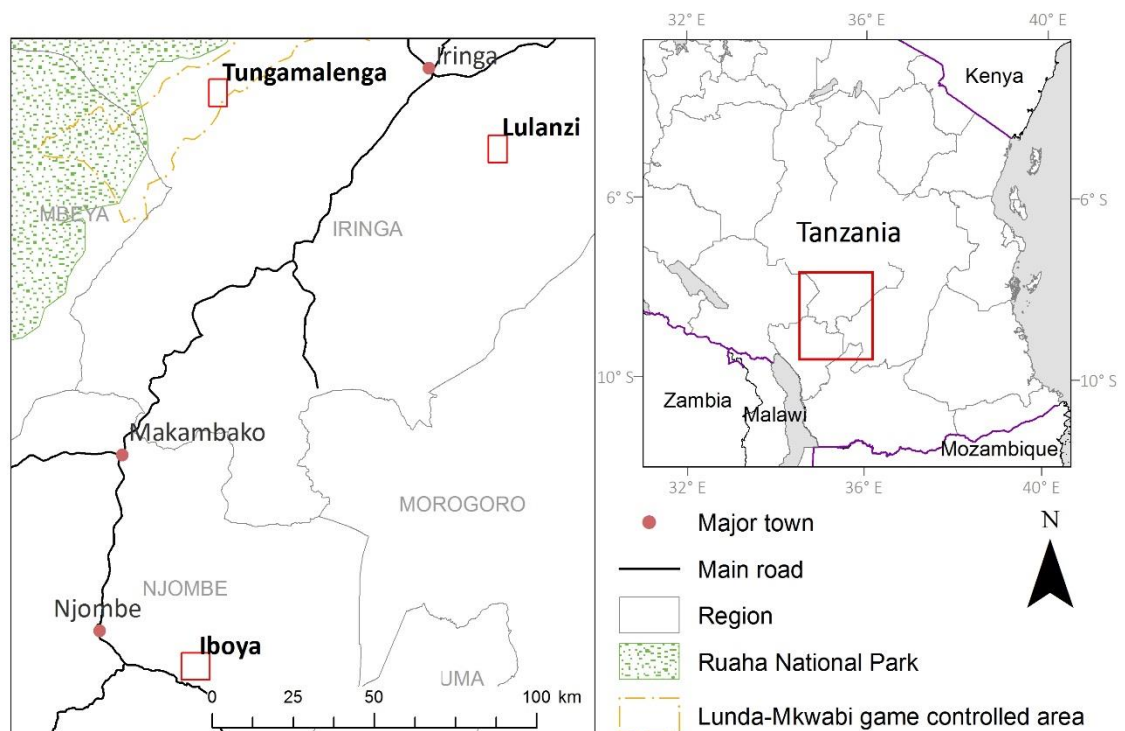 Iringa
Tungamalenga
Lulanzi
MBEYA
IRINGA
Makambako
MOROGORO
NJOMBE
Njombe
Iboya
UMA
0 25 50 100 km
32° E 36° E 40° E
Kenya
6°S
6°S
Tanzania
10°S
10°S
Zambia
Malawi
Mozambique
32° E 36° E 40° E
N
Major town
Main road
Region
Ruaha National Park
Lunda-Mkwabi game controlled area